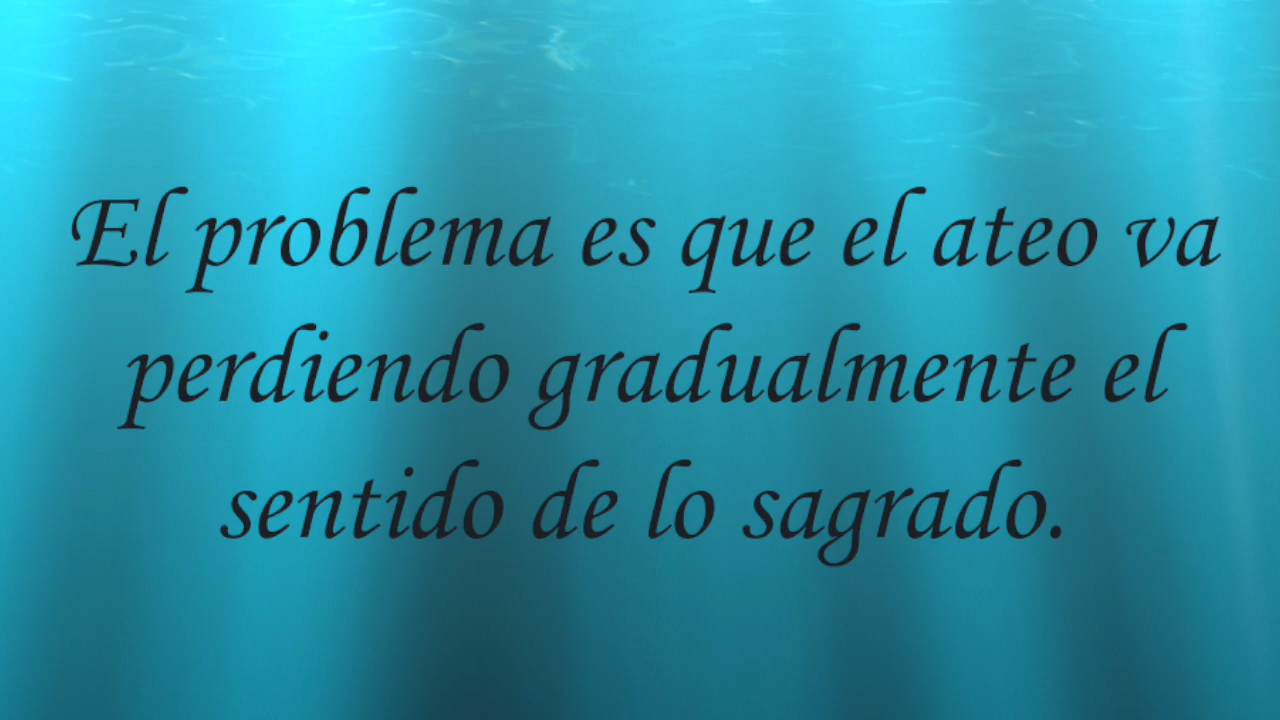 El problema es que el ateo va
perdiendo gradualmente el
sentido de lo sagrado.